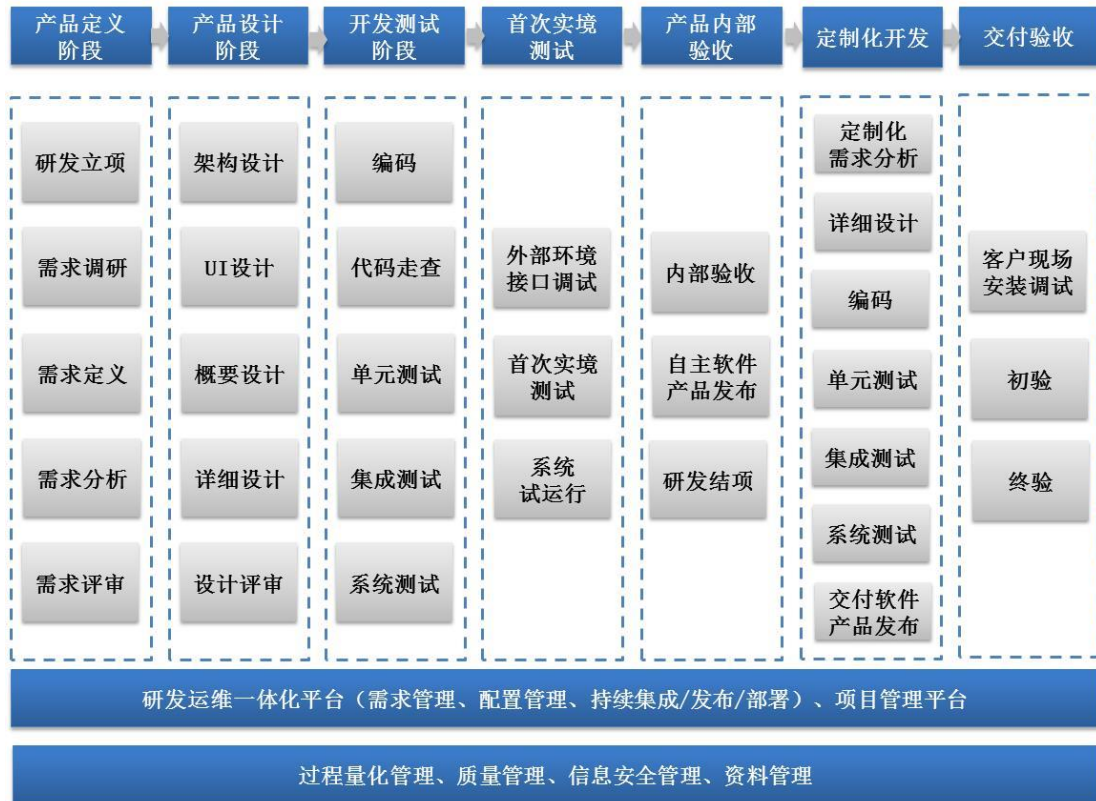 产品定义
阶段
产品设计
阶段
开发测试
阶段
首次实境
测试
产品内部
验收
定制化开发
交付验收
研发立项
需求调研
需求定义
需求分析
需求评审
架构设计
UI设计
概要设计
详细设计
设计评审
编码
代码走查
单元测试
集成测试
系统测试
外部环境
接口调试
首次实境
测试
系统
试运行
内部验收
自主软件
产品发布
研发结项
定制化
需求分析
详细设计
编码
单元测试
集成测试
系统测试
交付软件
产品发布
客户现场
安装调试
初验
终验
研发运维一体化平台（需求管理、配置管理、持续集成/发布/部署）、项目管理平台
过程量化管理、质量管理、信息安全管理、资料管理